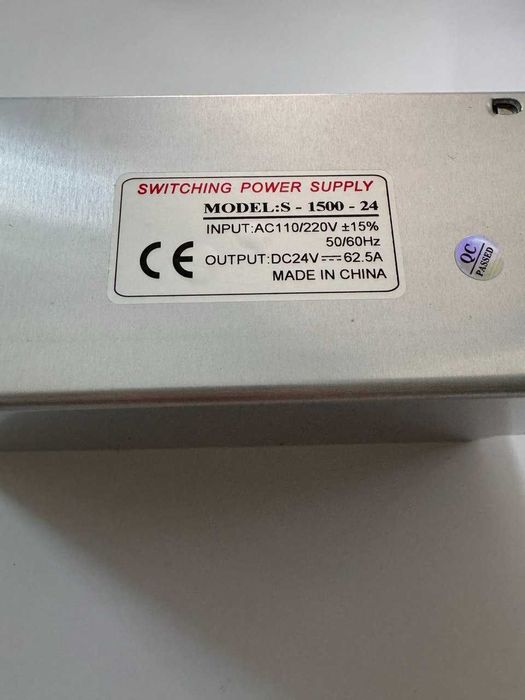 SWITCHING POWER SUPPLY
MODEL:S - 1500 - 24
INPUT:AC110/220V ±15%
50/60Hz
CE OUTPUT:DC24V⎓62.5A
MADE IN CHINA
QC
PASSED